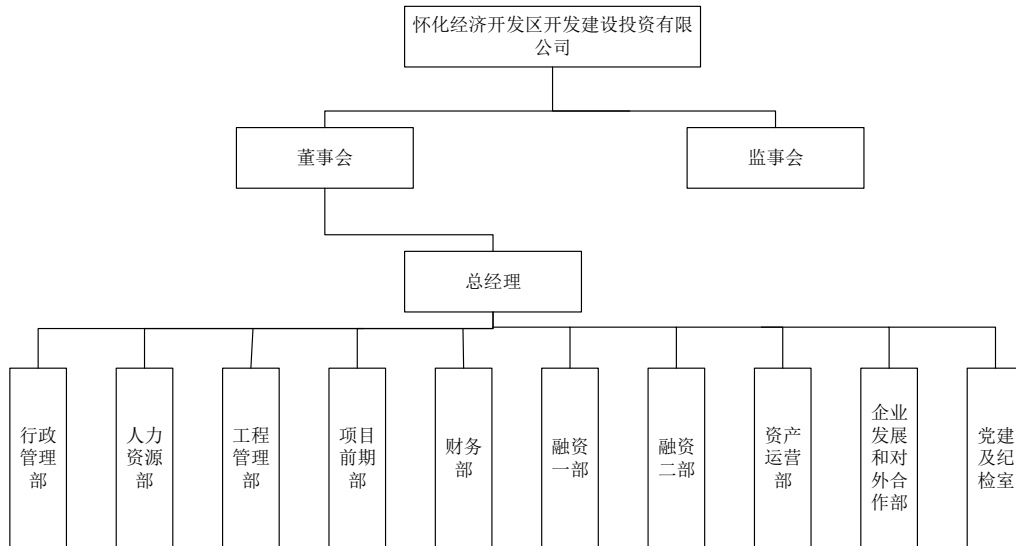 怀化经济开发区开发建设投资有限
公司
董事会
监事会
总经理
行政
管理
部
人力
资源
部
工程
管理
部
项目
前期
部
财务
部
融资
一部
融资
二部
资产
运营
部
企业
发展
和对
外合
作部
党建
及纪
检室